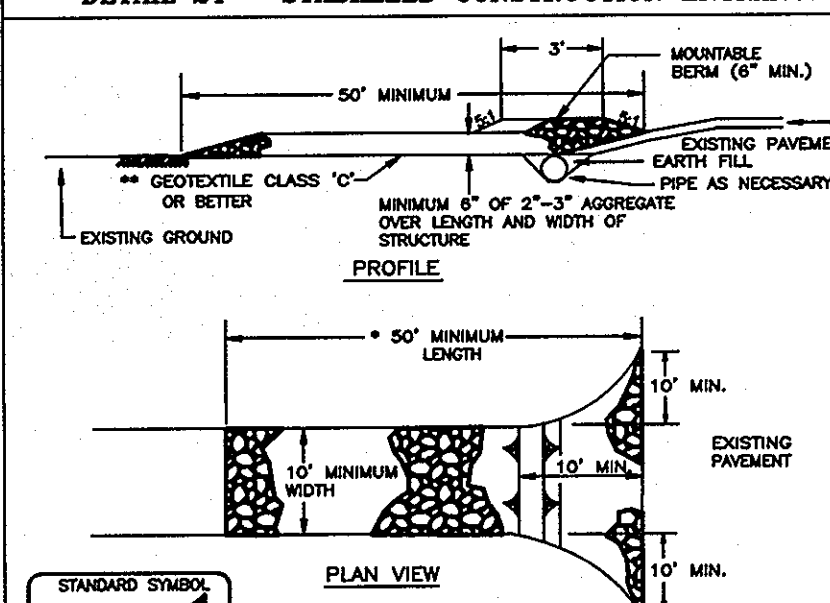 3'
MOUNTABLE
BERM (6" MIN.)
50' MINIMUM
5:1
5:1
EXISTING
EARTH FILL
PIPE AS NECESSARY
** GEOTEXTILE CLASS 'C'
OR BETTER
MINIMUM 6" OF 2"-3" AGGREGATE
OVER LENGTH AND WIDTH OF
STRUCTURE
EXISTING GROUND
PROFILE
* 50' MINIMUM
LENGTH
10' MIN.
10' MINIMUM
WIDTH
10' MIN.
EXISTING
PAVEMENT
10' MIN.
PLAN VIEW
STANDARD SYMBOL